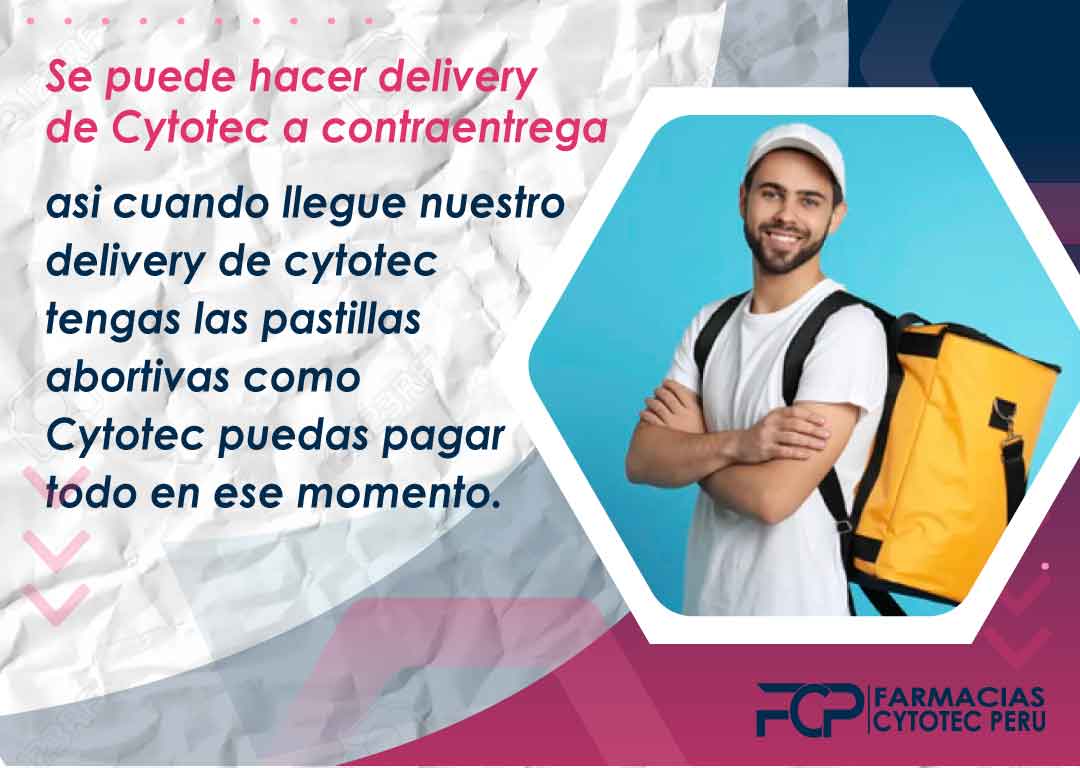 Se puede hacer delivery
de Cytotec a contraentrega
asi cuando llegue nuestro
delivery de cytotec
tengas las pastillas
abortivas como
Cytotec puedas pagar
todo en ese momento.
FCP
FARMACIAS
CYTOTEC PERU